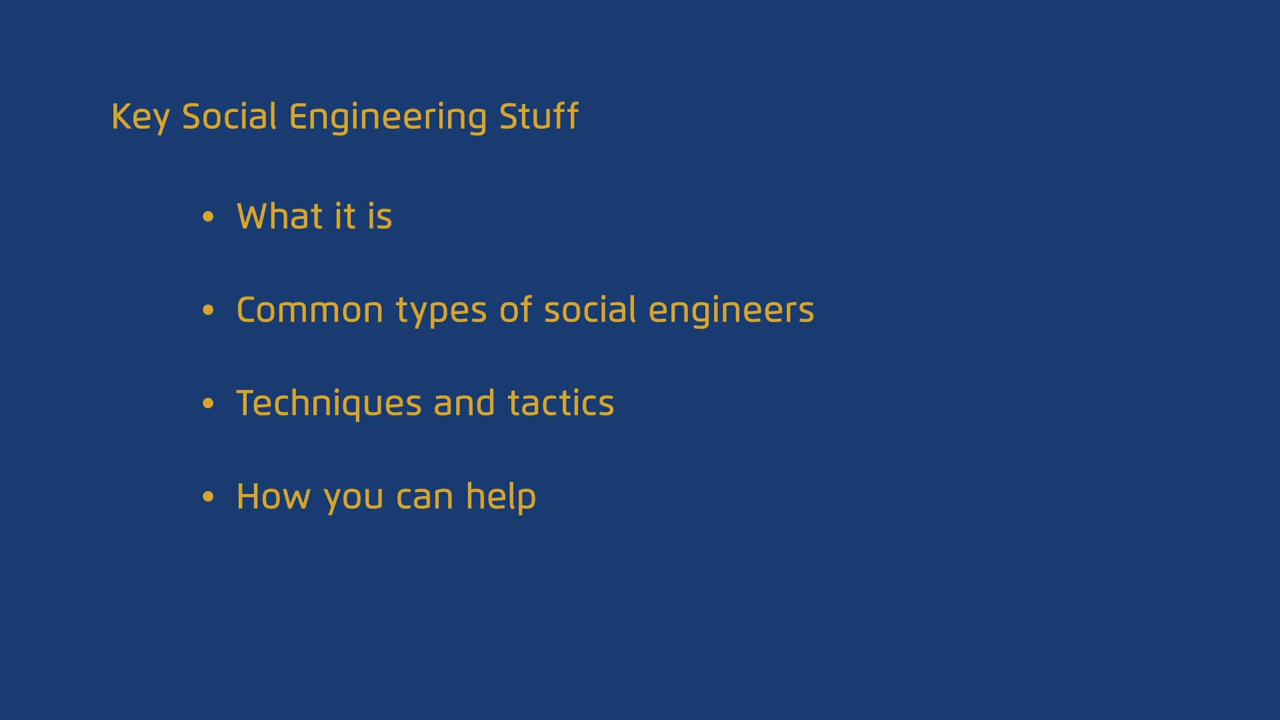 Key Social Engineering Stuff
• What it is
• Common types of social engineers
• Techniques and tactics
• How you can help